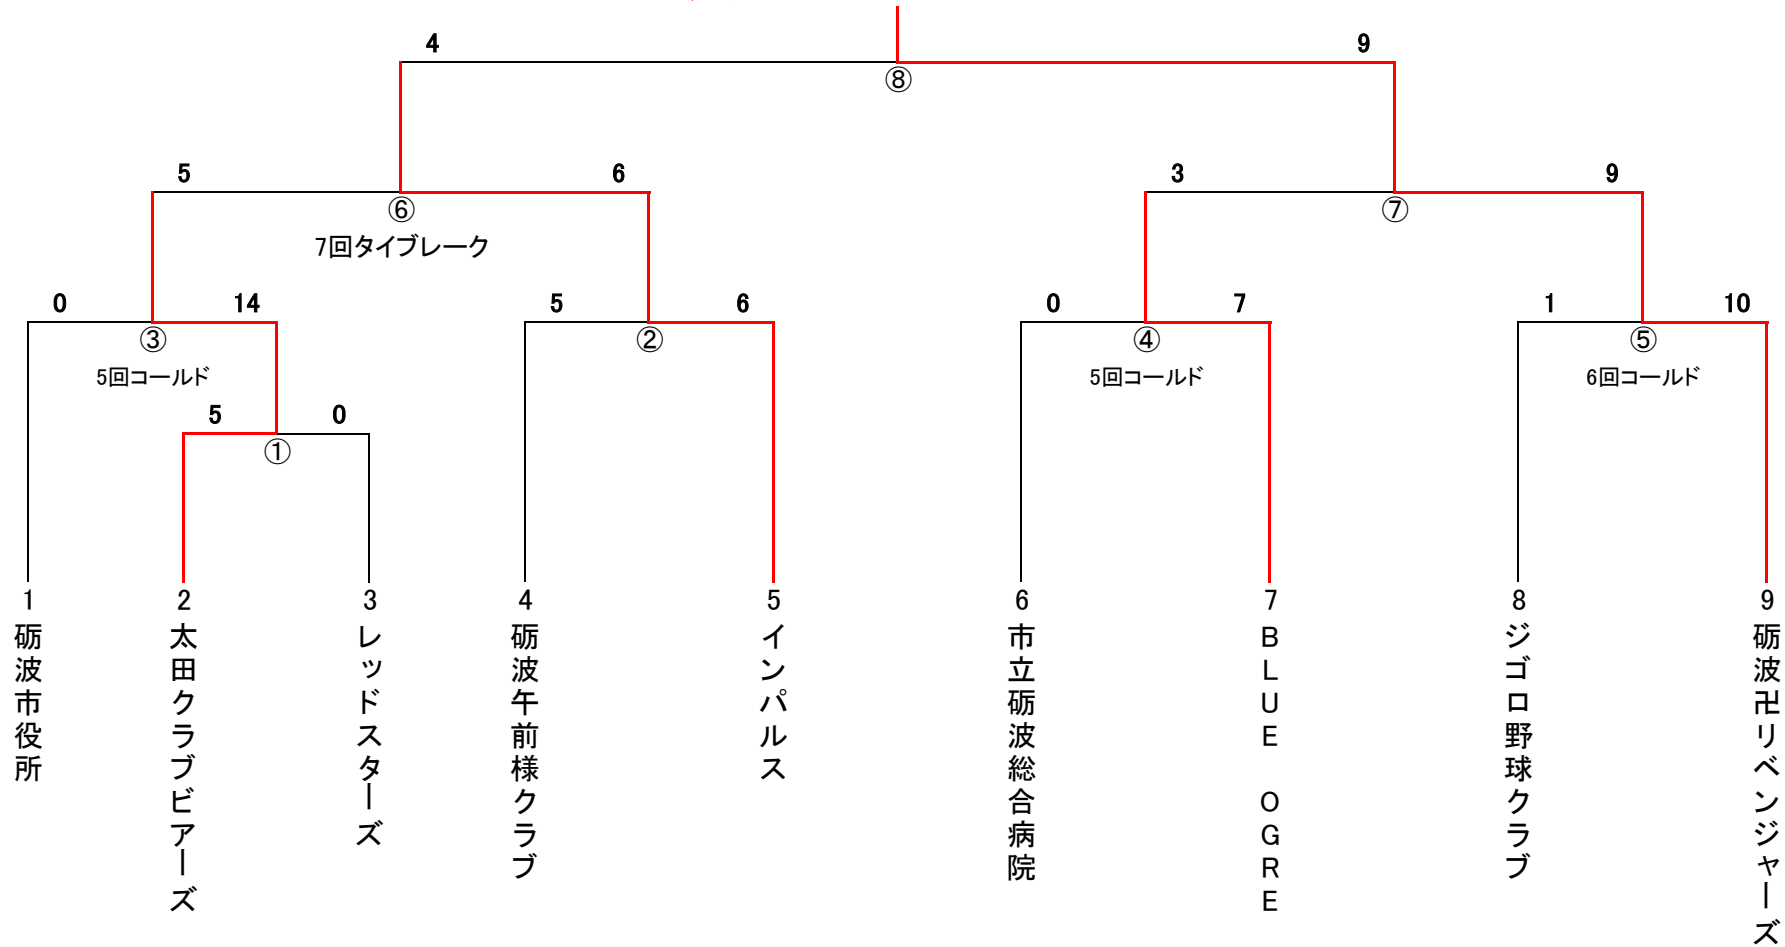 4 9
⑧
5 6 3 9
⑥ ⑦
7回タイブレーク
0 14 5 6 0 7 1 10
③ ② ④ ⑤
5回コールド 5回コールド 6回コールド
5 0
①
1 2 3 4 5 6 7 8 9
砺波市役所
太田クラブビアーズ
レッドスターズ
砺波午前様クラブ
インパルス
市立砺波総合病院
BLUE OGRE
ジゴロ野球クラブ
砺波卍リベンジャーズ